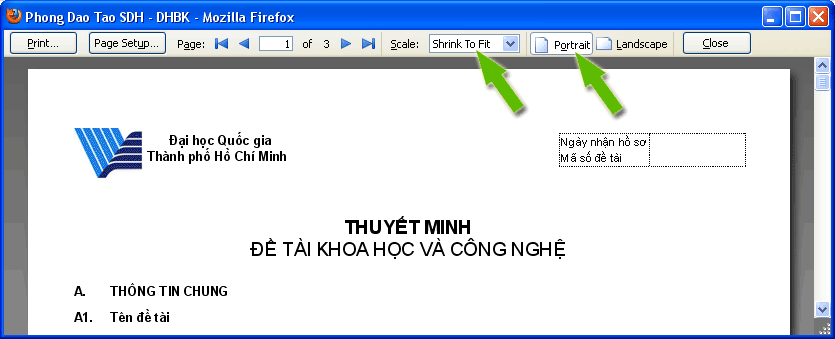 Phong Dao Tao SDH - DHBK - Mozilla Firefox
Print... Page Setup... Page: 1 of 3 Scale: Shrink To Fit Portrait Landscape Close
Đại học Quốc gia
Thành phố Hồ Chí Minh
Ngày nhận hồ sơ
Mã số đề tài
THUYẾT MINH
ĐỀ TÀI KHOA HỌC VÀ CÔNG NGHỆ
A. THÔNG TIN CHUNG
A1. Tên đề tài